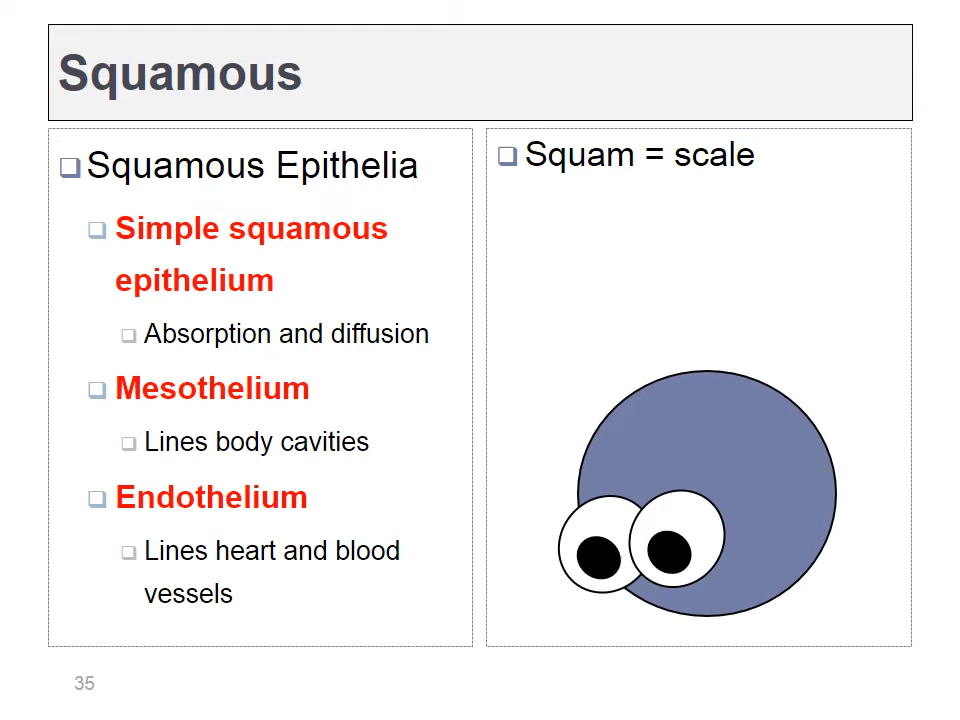 Squamous
Squamous Epithelia
Simple squamous
epithelium
Absorption and diffusion
Mesothelium
Lines body cavities
Endothelium
Lines heart and blood
vessels
Squam = scale
35